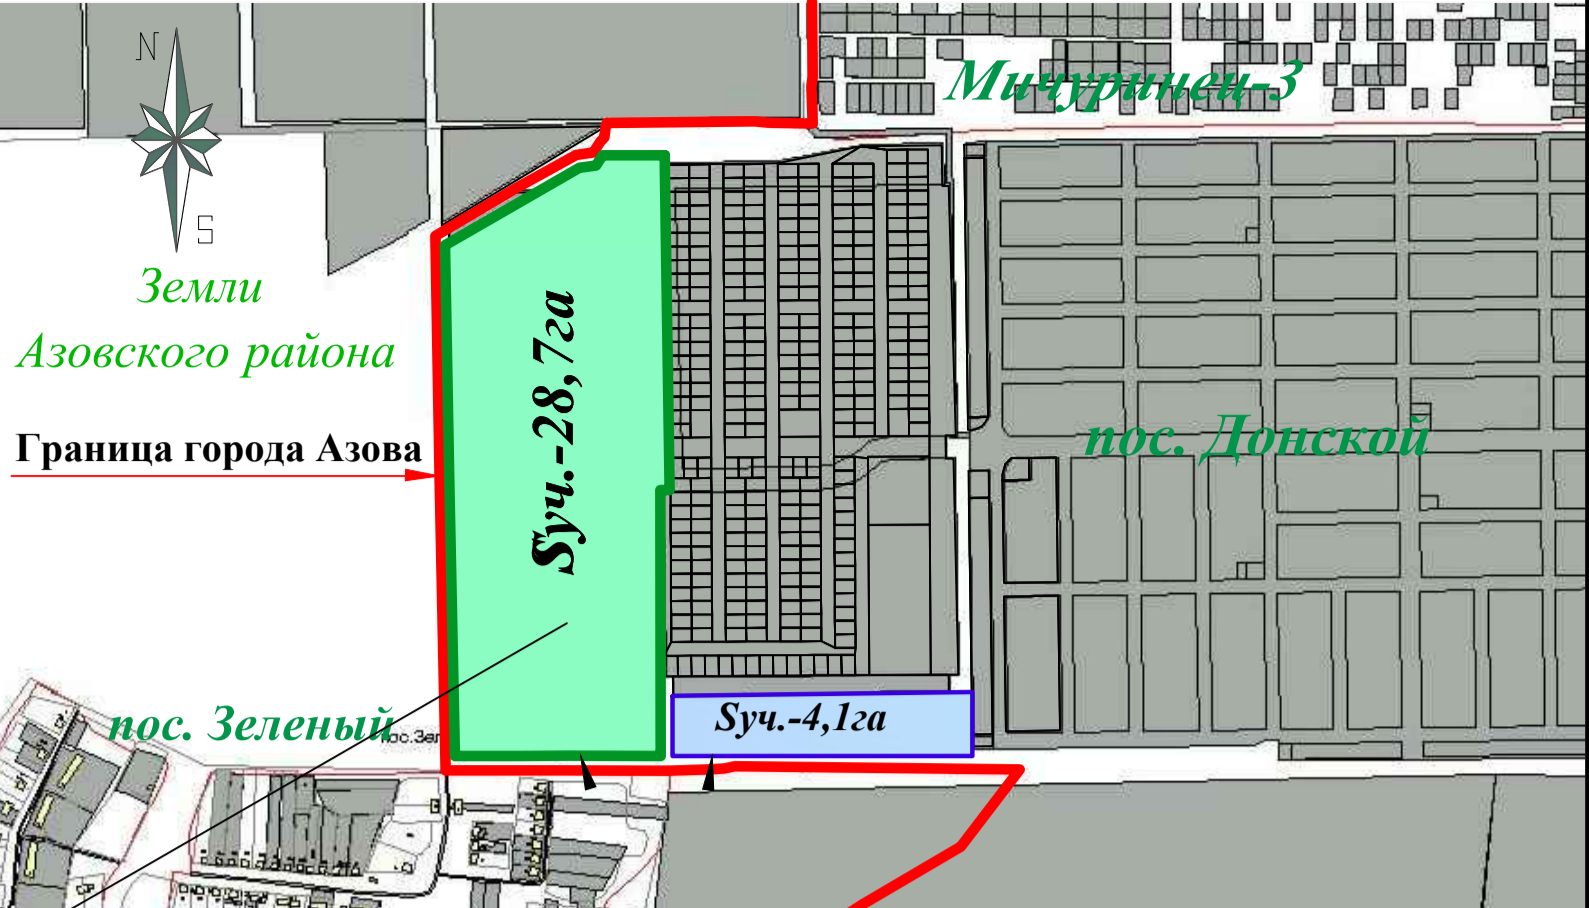 N
Мичуринец-3
S
Земли
Азовского района
Sуч.-28,7га
Граница города Азова
пос. Донской
пос. Зеленый
Sуч.-4,1га